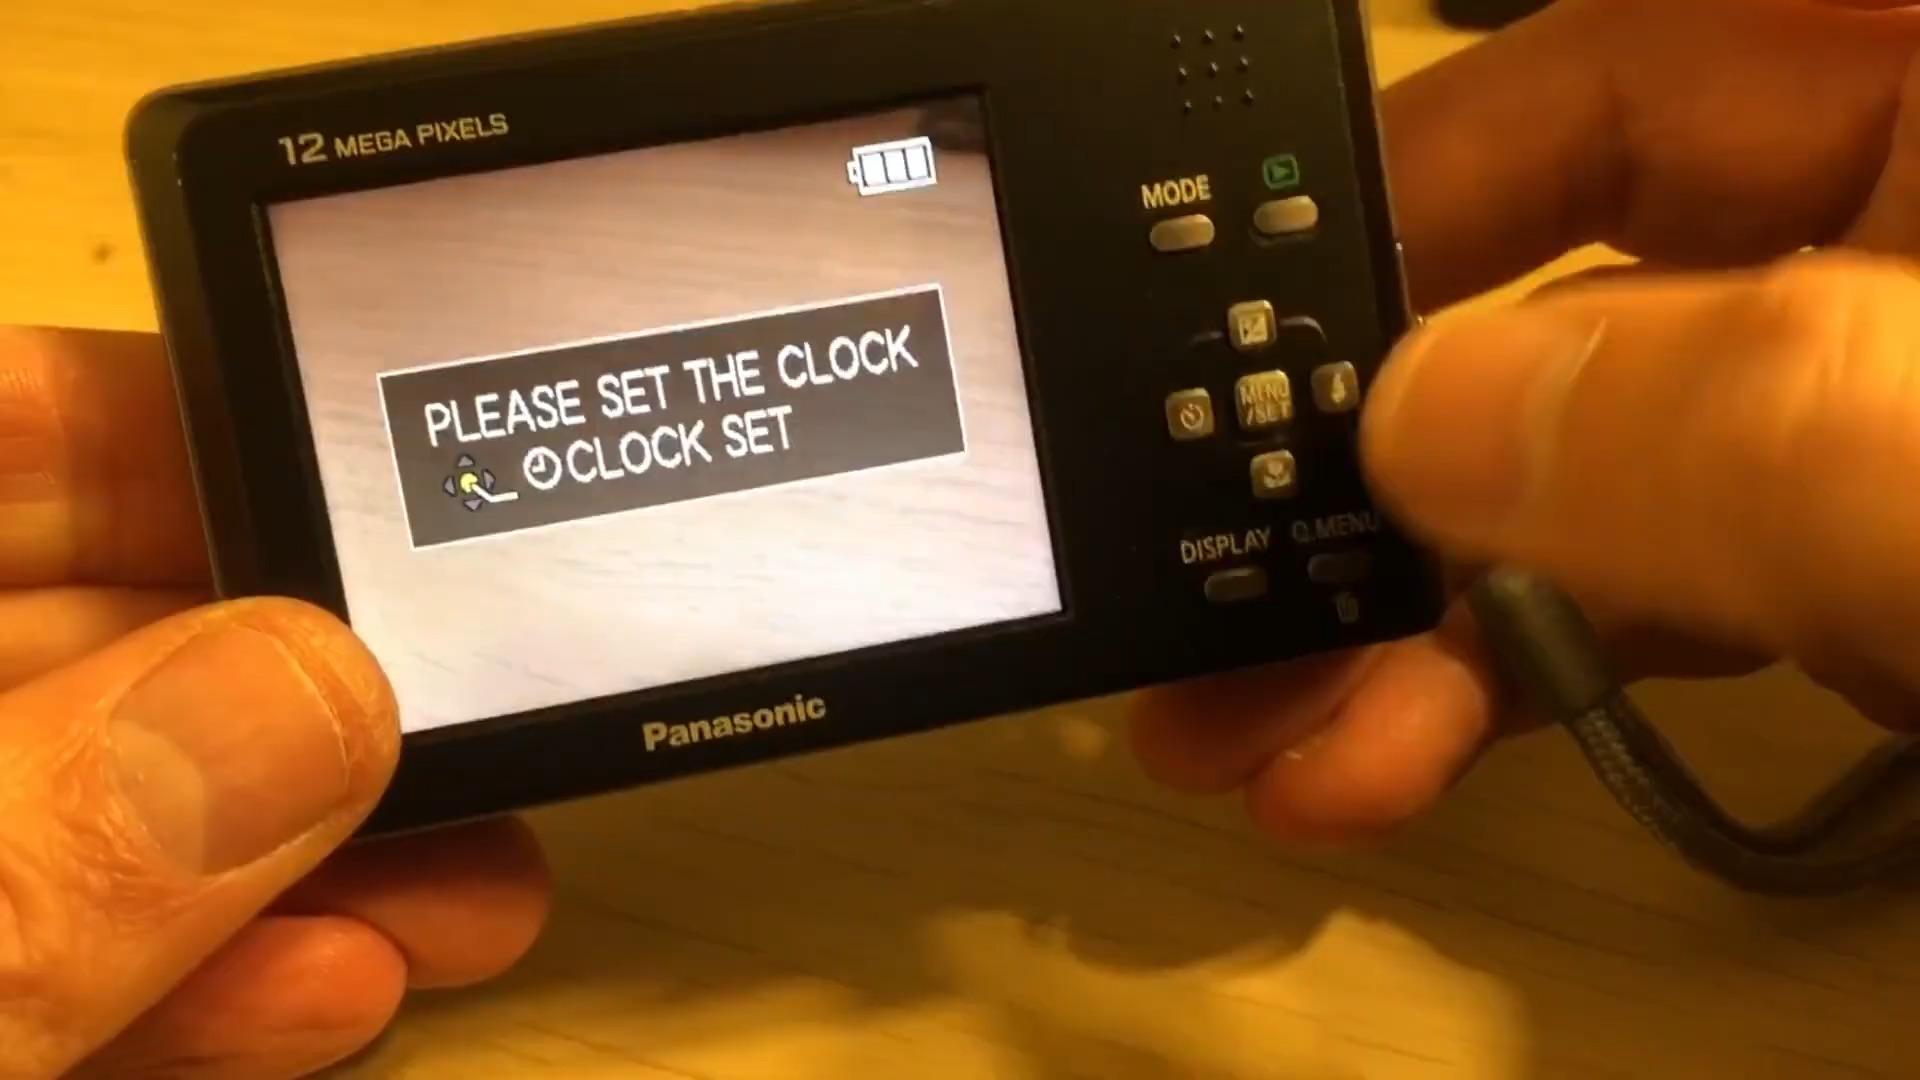 12 MEGA PIXELS
MODE
PLEASE SET THE CLOCK
CLOCK SET
MENU
/SET
DISPLAY Q.MENU
Panasonic